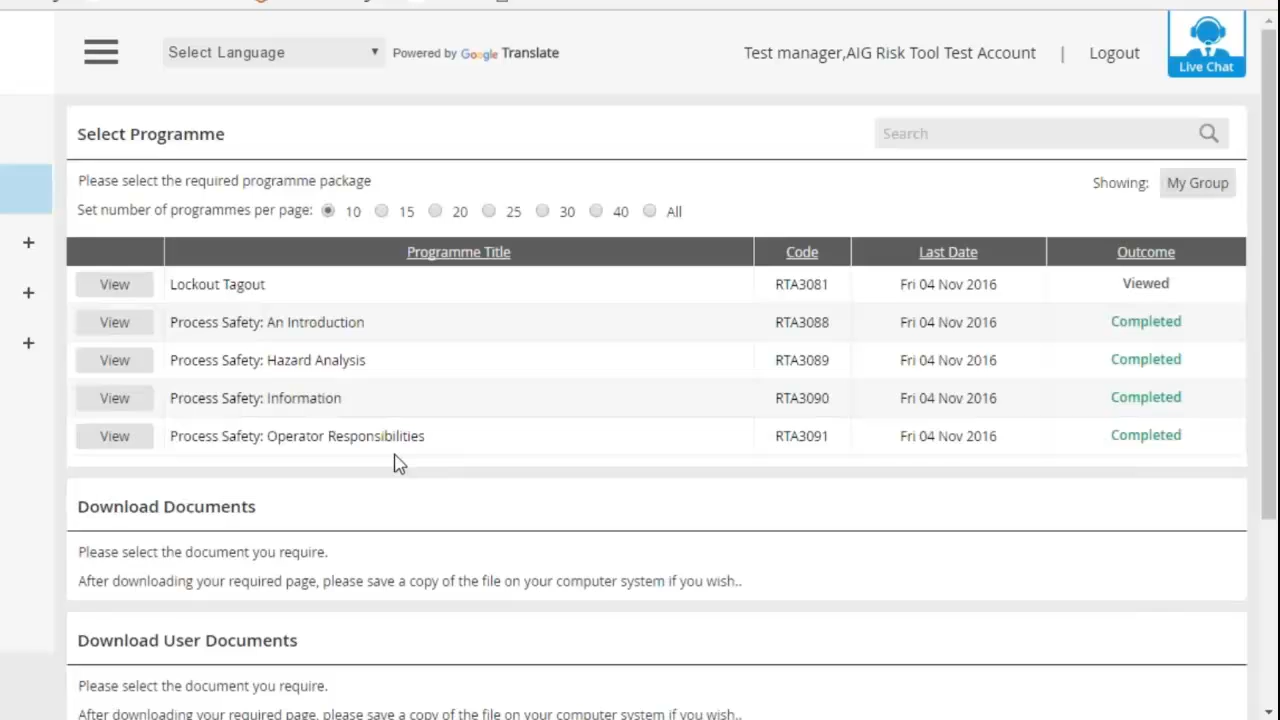 Select Language ▼ Powered by Google Translate Test manager,AIG Risk Tool Test Account | Logout
Live Chat
Select Programme Search
Please select the required programme package
Showing: My Group
Set number of programmes per page: 10 15 20 25 30 40 All
Programme Title Code Last Date Outcome
View Lockout Tagout RTA3081 Fri 04 Nov 2016 Viewed
View Process Safety: An Introduction RTA3088 Fri 04 Nov 2016 Completed
View Process Safety: Hazard Analysis RTA3089 Fri 04 Nov 2016 Completed
View Process Safety: Information RTA3090 Fri 04 Nov 2016 Completed
View Process Safety: Operator Responsibilities RTA3091 Fri 04 Nov 2016 Completed
+
+
+
Download Documents
Please select the document you require.
After downloading your required page, please save a copy of the file on your computer system if you wish..
Download User Documents
Please select the document you require.
After downloading your required page, please save a copy of the file on your computer system if you wish..